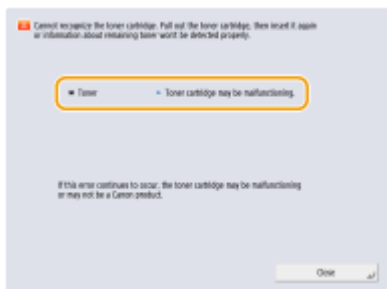 Cannot recognize the toner cartridge. Pull out the toner cartridge, then insert it again
or information about remaining toner won't be detected properly.
Toner
Toner cartridge may be malfunctioning.
If this error continues to occur, the toner cartridge may be malfunctioning
or may not be a Canon product.
Close